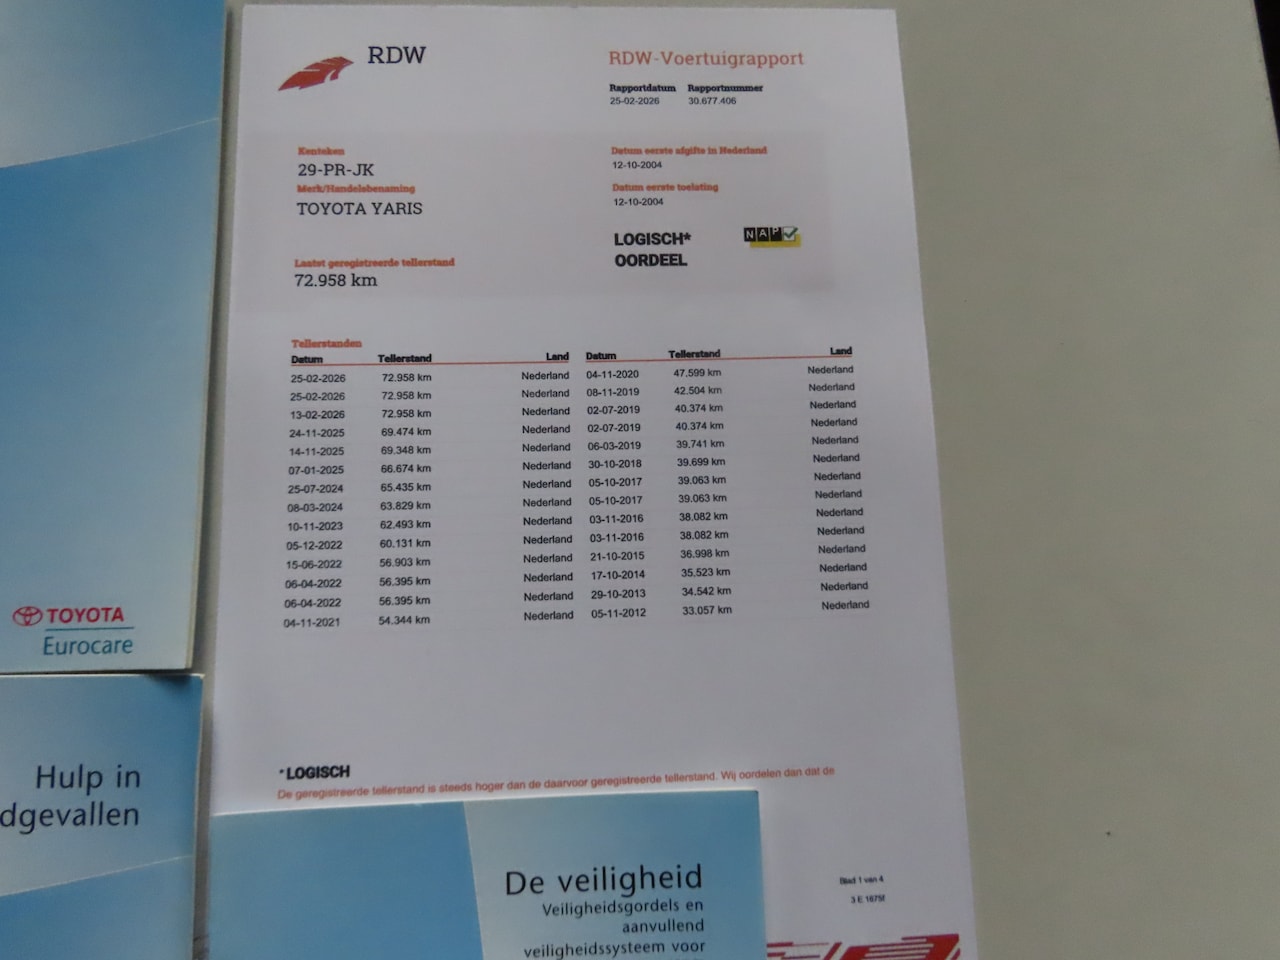 RDW
RDW-Voertuigrapport
Rapportdatum Rapportnummer
25-02-2026 30.677.406
Kenteken
29-PR-JK
Merk/Handelsbenaming
TOYOTA YARIS
Laatst geregistreerde tellerstand
72.958 km
Datum eerste afgifte in Nederland
12-10-2004
Datum eerste toelating
12-10-2004
LOGISCH*
OORDEEL
NAP
Tellerstanden
Datum Tellerstand Land Datum Tellerstand Land
25-02-2026 72.958 km Nederland 04-11-2020 47.599 km Nederland
25-02-2026 72.958 km Nederland 08-11-2019 42.504 km Nederland
13-02-2026 72.958 km Nederland 02-07-2019 40.374 km Nederland
24-11-2025 69.474 km Nederland 02-07-2019 40.374 km Nederland
14-11-2025 69.348 km Nederland 06-03-2019 39.741 km Nederland
07-01-2025 66.674 km Nederland 30-10-2018 39.699 km Nederland
25-07-2024 65.435 km Nederland 05-10-2017 39.063 km Nederland
08-03-2024 63.829 km Nederland 05-10-2017 39.063 km Nederland
10-11-2023 62.493 km Nederland 03-11-2016 38.082 km Nederland
05-12-2022 60.131 km Nederland 03-11-2016 38.082 km Nederland
15-06-2022 56.903 km Nederland 21-10-2015 36.998 km Nederland
06-04-2022 56.395 km Nederland 17-10-2014 35.523 km Nederland
06-04-2022 56.395 km Nederland 29-10-2013 34.542 km Nederland
04-11-2021 54.344 km Nederland 05-11-2012 33.057 km Nederland
*LOGISCH
De geregistreerde tellerstand is steeds hoger dan de daarvoor geregistreerde tellerstand. Wij oordelen dan dat de
Blad 1 van 4
3 E 1675f
TOYOTA
Eurocare
Hulp in
dgevallen
De veiligheid
Veiligheidsgordels en
aanvullend
veiligheidssysteem voor